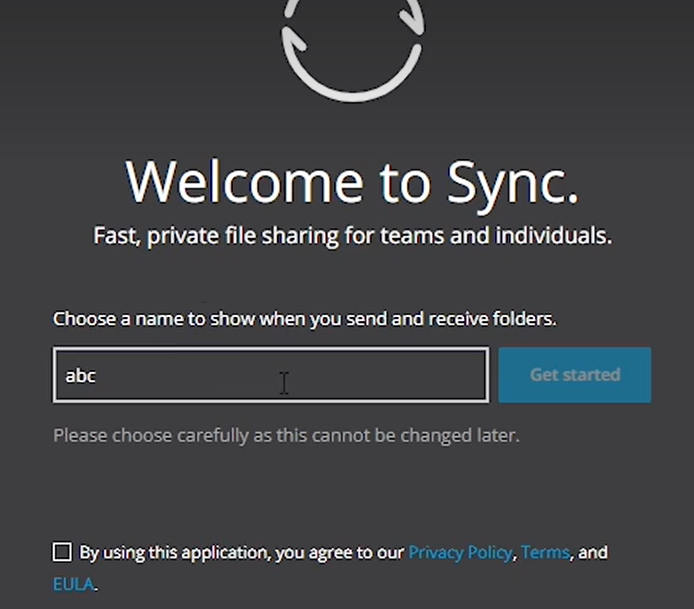 Welcome to Sync.
Fast, private file sharing for teams and individuals.
Choose a name to show when you send and receive folders.
abc
Get started
Please choose carefully as this cannot be changed later.
By using this application, you agree to our Privacy Policy, Terms, and
EULA.